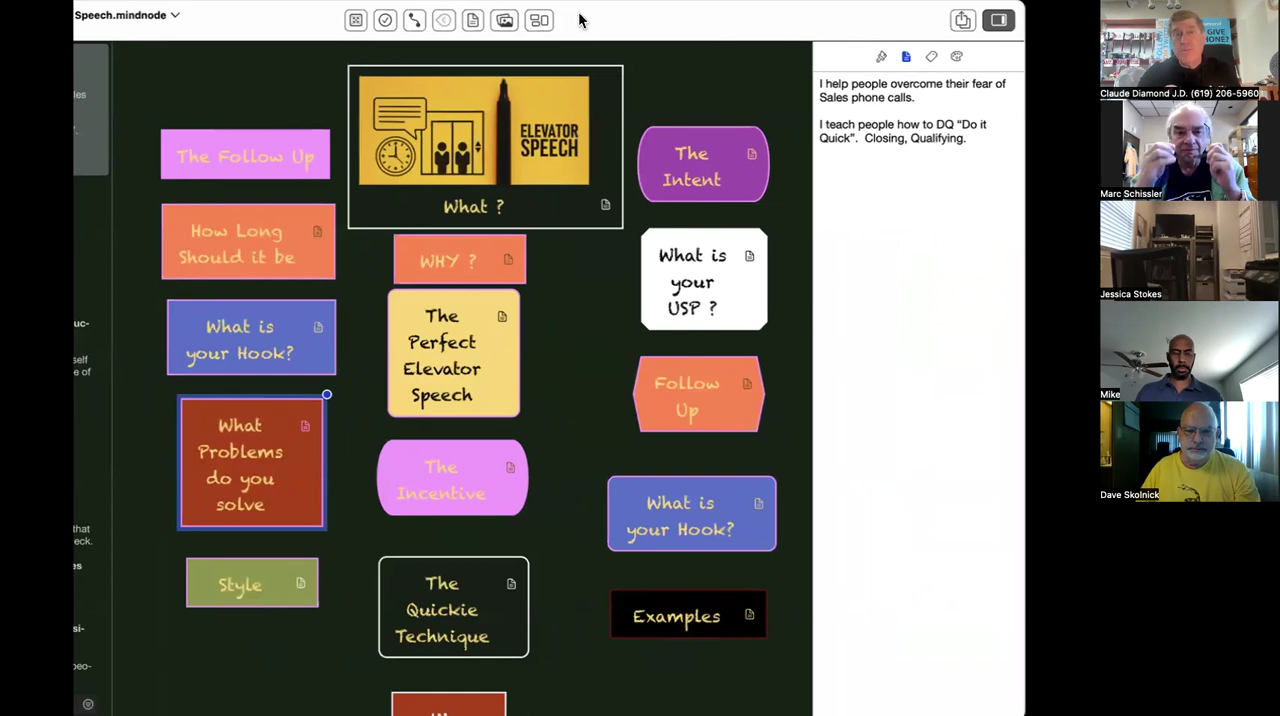 Speech.mindnode
ELEVATOR
SPEECH
What ?
The Follow Up
How Long
Should it be
What is
your Hook?
What
Problems
do you
solve
Style
WHY ?
The
Perfect
Elevator
Speech
The
Incentive
The
Quickie
Technique
The
Intent
What is
your
USP ?
Follow
Up
What is
your Hook?
Examples
I help people overcome their fear of
Sales phone calls.
I teach people how to DQ “Do it
Quick”.  Closing, Qualifying.
GIVE
Claude Diamond J.D. (619) 206-5960
Marc Schissler
Jessica Stokes
Mike
Dave Skolnick